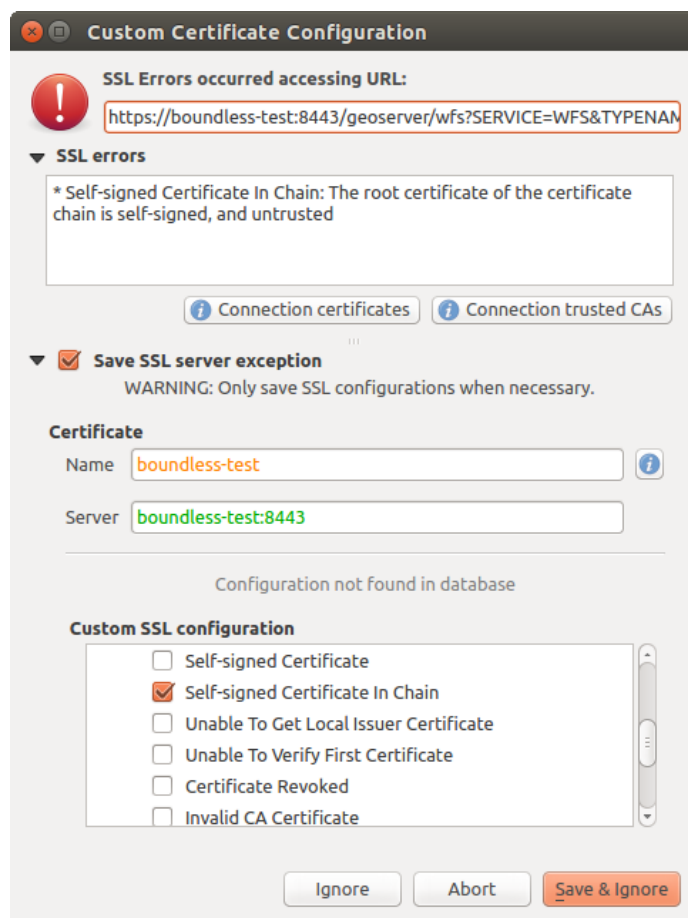 Custom Certificate Configuration
SSL Errors occurred accessing URL:
https://boundless-test:8443/geoserver/wfs?SERVICE=WFS&TYPENAM
SSL errors
* Self-signed Certificate In Chain: The root certificate of the certificate
chain is self-signed, and untrusted
Connection certificates Connection trusted CAs
Save SSL server exception
WARNING: Only save SSL configurations when necessary.
Certificate
Name boundless-test
Server boundless-test:8443
Configuration not found in database
Custom SSL configuration
Self-signed Certificate
Self-signed Certificate In Chain
Unable To Get Local Issuer Certificate
Unable To Verify First Certificate
Certificate Revoked
Invalid CA Certificate
Ignore Abort Save & Ignore